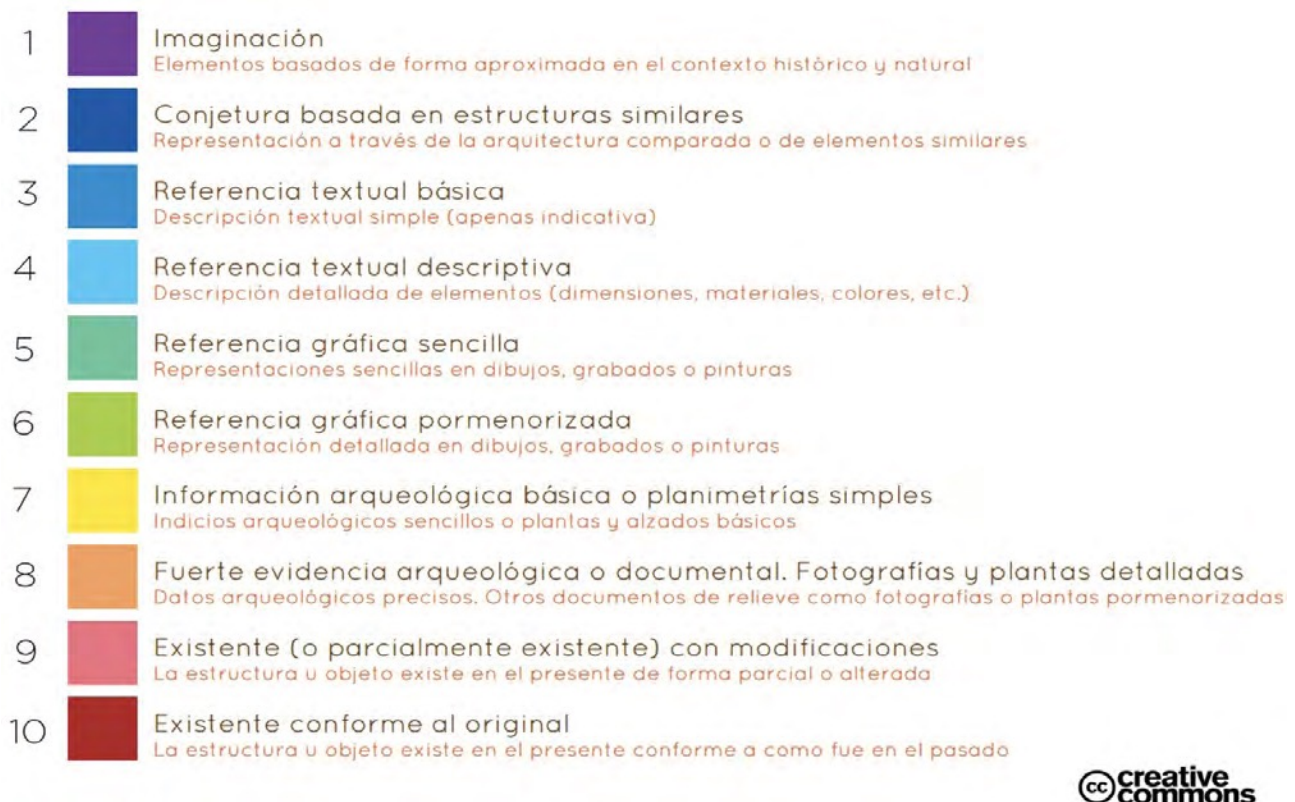 1 Imaginación
Elementos basados de forma aproximada en el contexto histórico y natural
2 Conjetura basada en estructuras similares
Representación a través de la arquitectura comparada o de elementos similares
3 Referencia textual básica
Descripción textual simple (apenas indicativa)
4 Referencia textual descriptiva
Descripción detallada de elementos (dimensiones, materiales, colores, etc.)
5 Referencia gráfica sencilla
Representaciones sencillas en dibujos, grabados o pinturas
6 Referencia gráfica pormenorizada
Representación detallada en dibujos, grabados o pinturas
7 Información arqueológica básica o planimetrías simples
Indicios arqueológicos sencillos o plantas y alzados básicos
8 Fuerte evidencia arqueológica o documental. Fotografías y plantas detalladas
Datos arqueológicos precisos. Otros documentos de relieve como fotografías o plantas pormenorizadas
9 Existente (o parcialmente existente) con modificaciones
La estructura u objeto existe en el presente de forma parcial o alterada
10 Existente conforme al original
La estructura u objeto existe en el presente conforme a como fue en el pasado
cc creative
commons